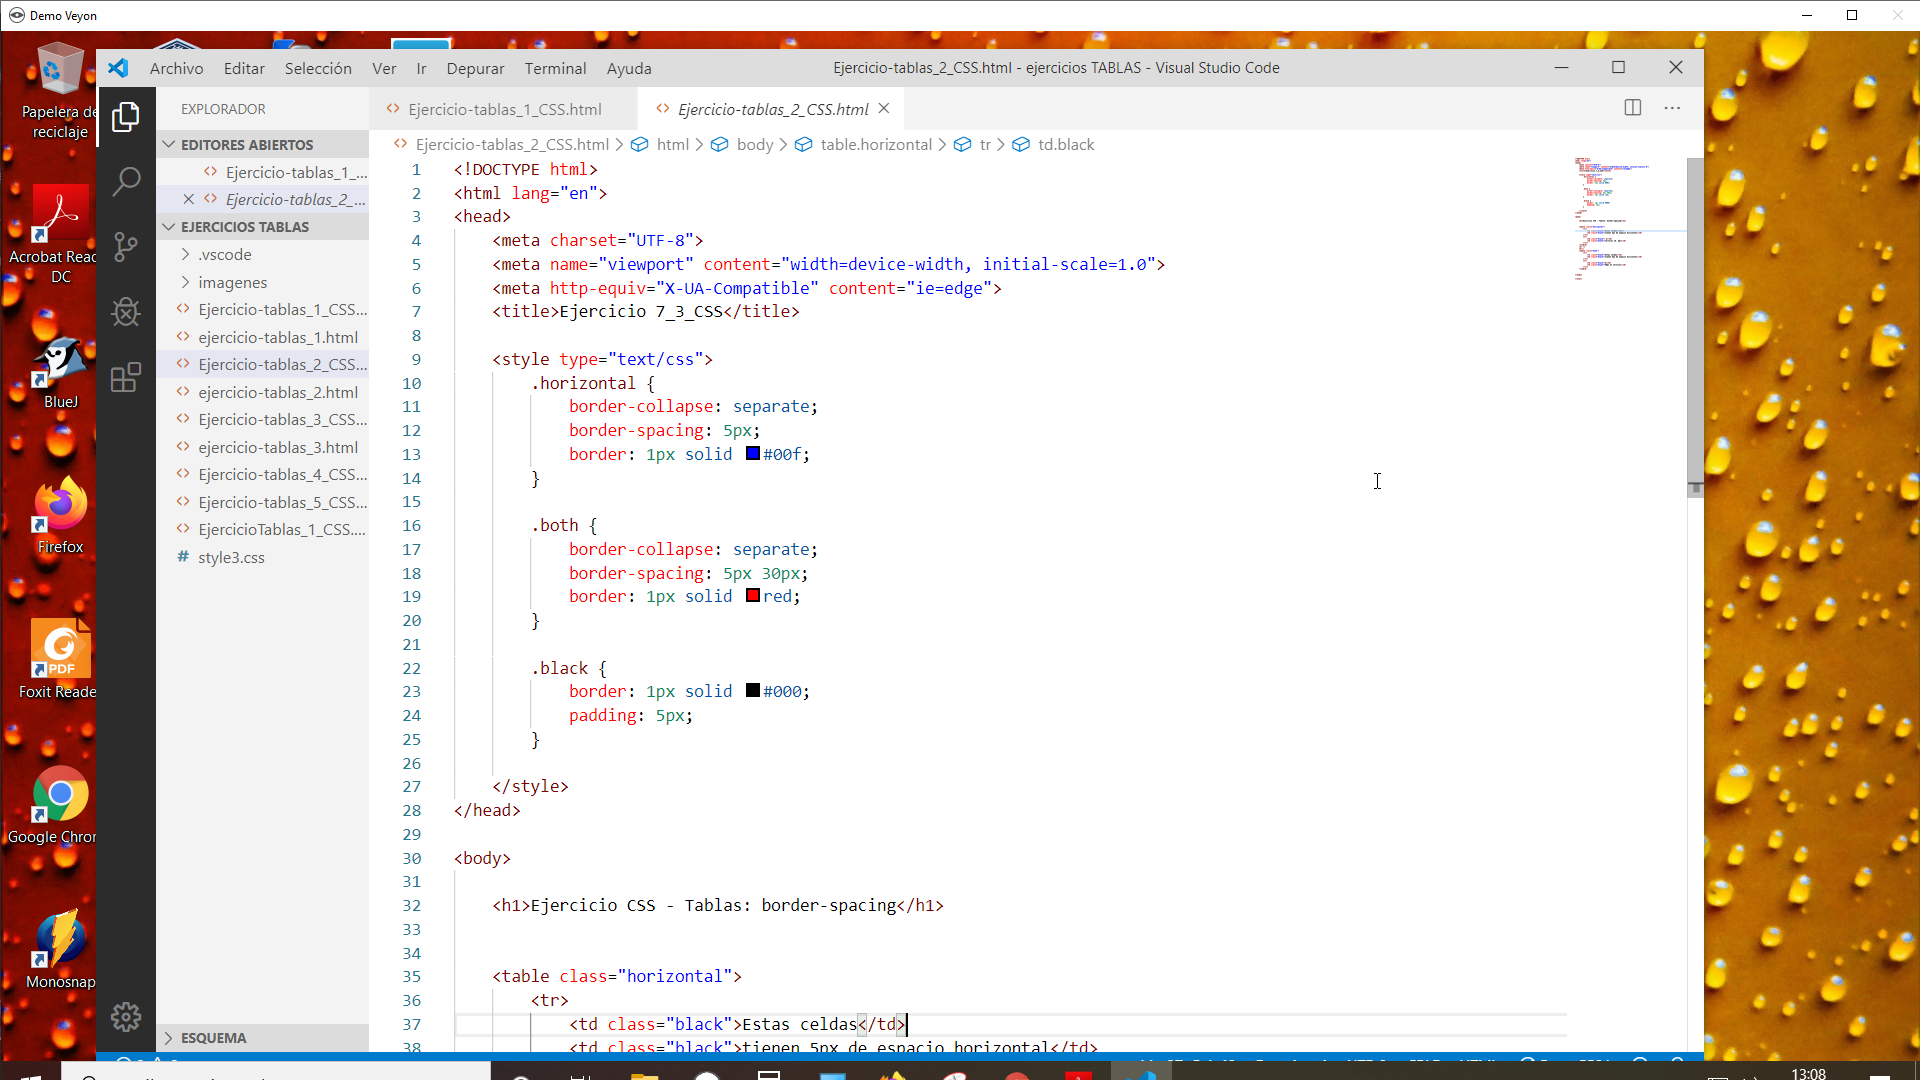 Demo Veyon
Papelera de
reciclaje
Acrobat Read
DC
BlueJ
Firefox
Foxit Reade
Google Chron
Monosnap
Archivo Editar Selección Ver Ir Depurar Terminal Ayuda
Ejercicio-tablas_2_CSS.html - ejercicios TABLAS - Visual Studio Code
EXPLORADOR
EDITORES ABIERTOS
Ejercicio-tablas_1_...
Ejercicio-tablas_2_...
EJERCICIOS TABLAS
.vscode
imagenes
Ejercicio-tablas_1_CSS...
ejercicio-tablas_1.html
Ejercicio-tablas_2_CSS...
ejercicio-tablas_2.html
Ejercicio-tablas_3_CSS...
ejercicio-tablas_3.html
Ejercicio-tablas_4_CSS...
Ejercicio-tablas_5_CSS...
EjercicioTablas_1_CSS....
# style3.css
ESQUEMA
Ejercicio-tablas_1_CSS.html
Ejercicio-tablas_2_CSS.html
Ejercicio-tablas_2_CSS.html > html > body > table.horizontal > tr > td.black
1 <!DOCTYPE html>
2 <html lang="en">
3 <head>
4 <meta charset="UTF-8">
5 <meta name="viewport" content="width=device-width, initial-scale=1.0">
6 <meta http-equiv="X-UA-Compatible" content="ie=edge">
7 <title>Ejercicio 7_3_CSS</title>
8
9 <style type="text/css">
10 .horizontal {
11 border-collapse: separate;
12 border-spacing: 5px;
13 border: 1px solid #00f;
14 }
15
16 .both {
17 border-collapse: separate;
18 border-spacing: 5px 30px;
19 border: 1px solid red;
20 }
21
22 .black {
23 border: 1px solid #000;
24 padding: 5px;
25 }
26
27 </style>
28 </head>
29
30 <body>
31
32 <h1>Ejercicio CSS - Tablas: border-spacing</h1>
33
34
35 <table class="horizontal">
36 <tr>
37 <td class="black">Estas celdas</td>
38 <td class="black">tienen 5px de espacio horizontal</td>
13:08